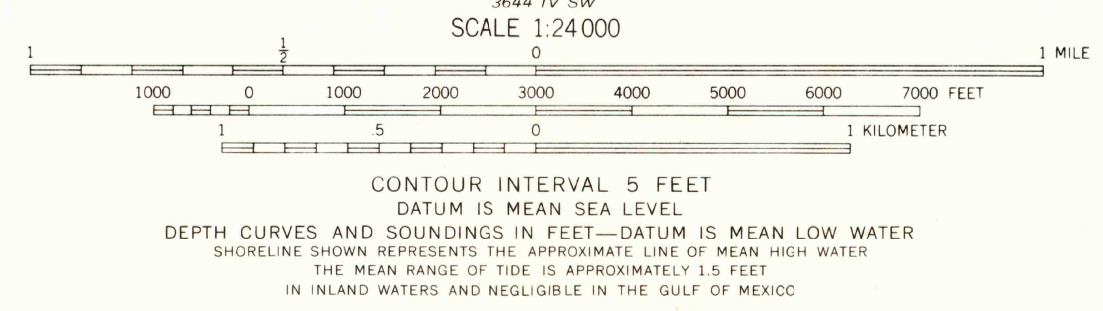 3644 IV SW
SCALE 1:24 000
1 ½ 0 1 MILE
1000 0 1000 2000 3000 4000 5000 6000 7000 FEET
1 .5 0 1 KILOMETER
CONTOUR INTERVAL 5 FEET
DATUM IS MEAN SEA LEVEL
DEPTH CURVES AND SOUNDINGS IN FEET—DATUM IS MEAN LOW WATER
SHORELINE SHOWN REPRESENTS THE APPROXIMATE LINE OF MEAN HIGH WATER
THE MEAN RANGE OF TIDE IS APPROXIMATELY 1.5 FEET
IN INLAND WATERS AND NEGLIGIBLE IN THE GULF OF MEXICO